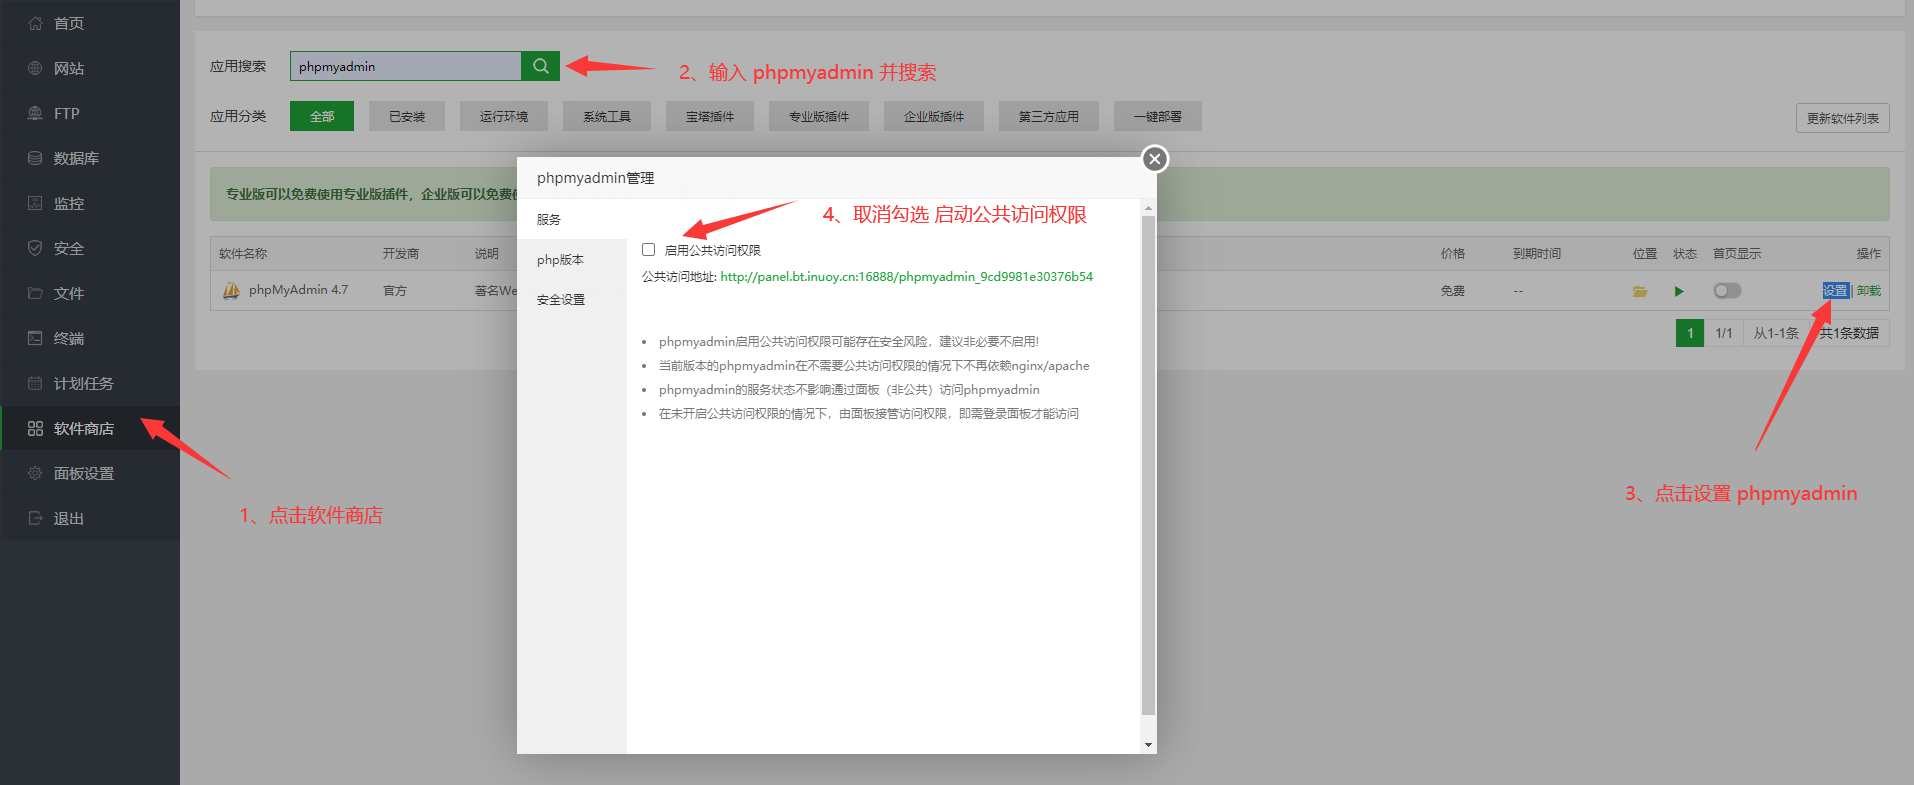 首页
网站
FTP
数据库
监控
安全
文件
终端
计划任务
软件商店
面板设置
退出
1、点击软件商店
应用搜索 phpmyadmin
2、输入 phpmyadmin 并搜索
应用分类 全部 已安装 运行环境 系统工具 宝塔插件 专业版插件 企业版插件 第三方应用 一键部署 更新软件列表
专业版可以免费使用专业版插件，企业版可以免费
软件名称 开发商 说明 价格 到期时间 位置 状态 首页显示 操作
phpMyAdmin 4.7 官方 著名We 免费 -- 设置 | 卸载
1 1/1 从1-1条 共1条数据
3、点击设置 phpmyadmin
phpmyadmin管理
服务
php版本
安全设置
4、取消勾选 启动公共访问权限
启用公共访问权限
公共访问地址: http://panel.bt.inuoy.cn:16888/phpmyadmin_9cd9981e30376b54
phpmyadmin启用公共访问权限可能存在安全风险，建议非必要不启用!
当前版本的phpmyadmin在不需要公共访问权限的情况下不再依赖nginx/apache
phpmyadmin的服务状态不影响通过面板（非公共）访问phpmyadmin
在未开启公共访问权限的情况下，由面板接管访问权限，即需登录面板才能访问